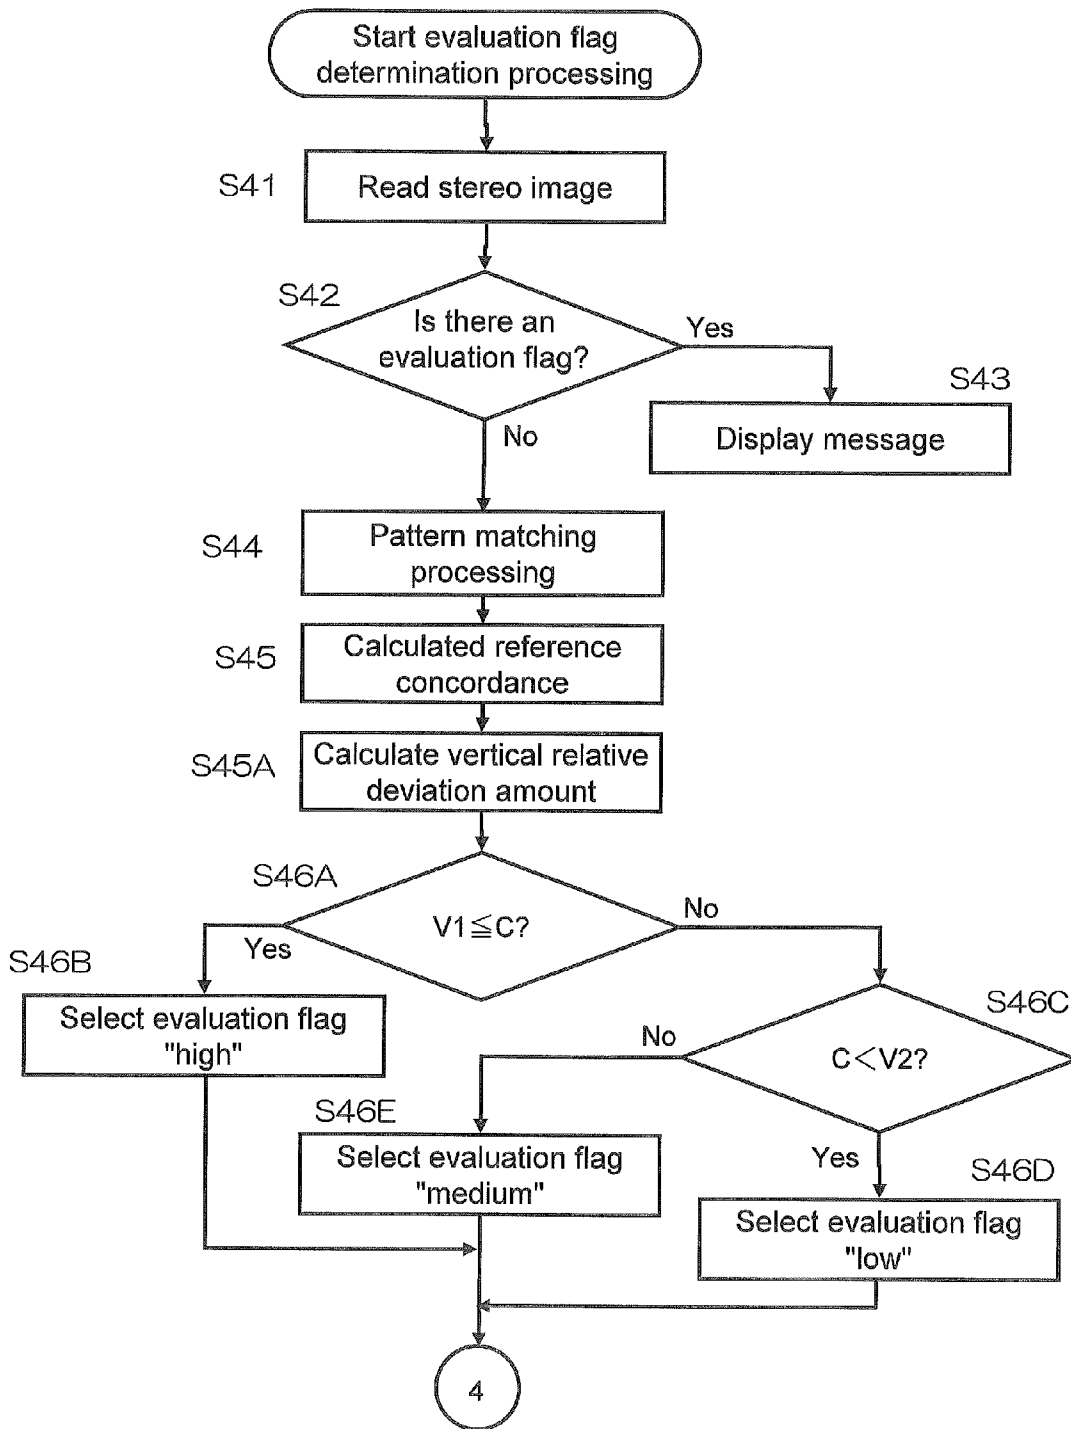 Start evaluation flag
determination processing
S41
Read stereo image
S42
Is there an
evaluation flag?
Yes
S43
Display message
No
S44
Pattern matching
processing
S45
Calculated reference
concordance
S45A
Calculate vertical relative
deviation amount
S46A
V1≦C?
Yes
No
S46B
Select evaluation flag
"high"
S46C
C<V2?
No
S46E
Select evaluation flag
"medium"
Yes
S46D
Select evaluation flag
"low"
4